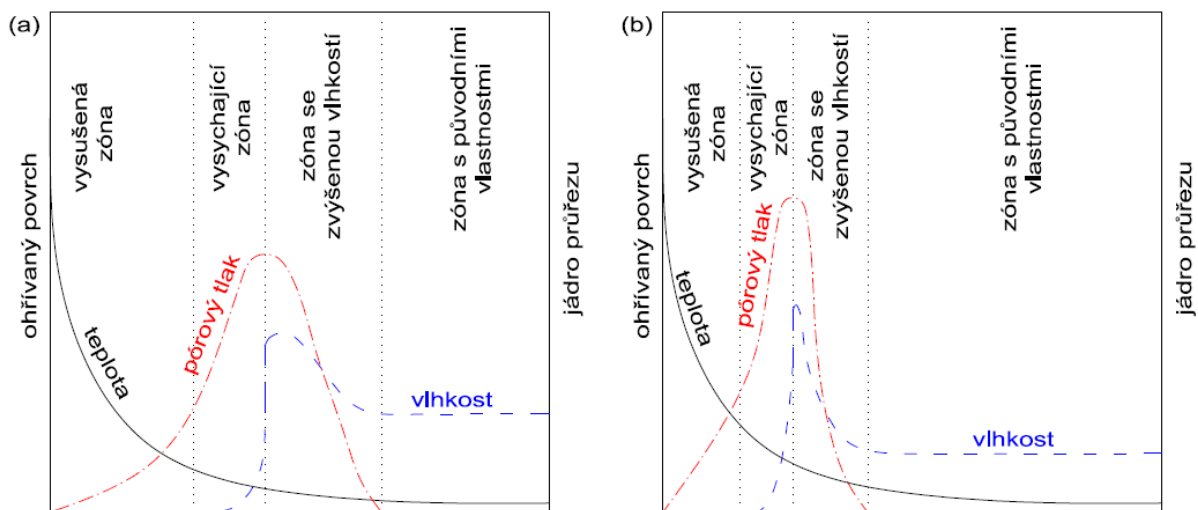 (a)
ohřívaný povrch
vysušená
zóna
vysychající
zóna
zóna se
zvýšenou vlhkostí
zóna s původními
vlastnostmi
jádro průřezu
teplota
pórový tlak
vlhkost
(b)
ohřívaný povrch
vysušená
zóna
vysychající
zóna
zóna se
zvýšenou vlhkostí
zóna s původními
vlastnostmi
jádro průřezu
teplota
pórový tlak
vlhkost